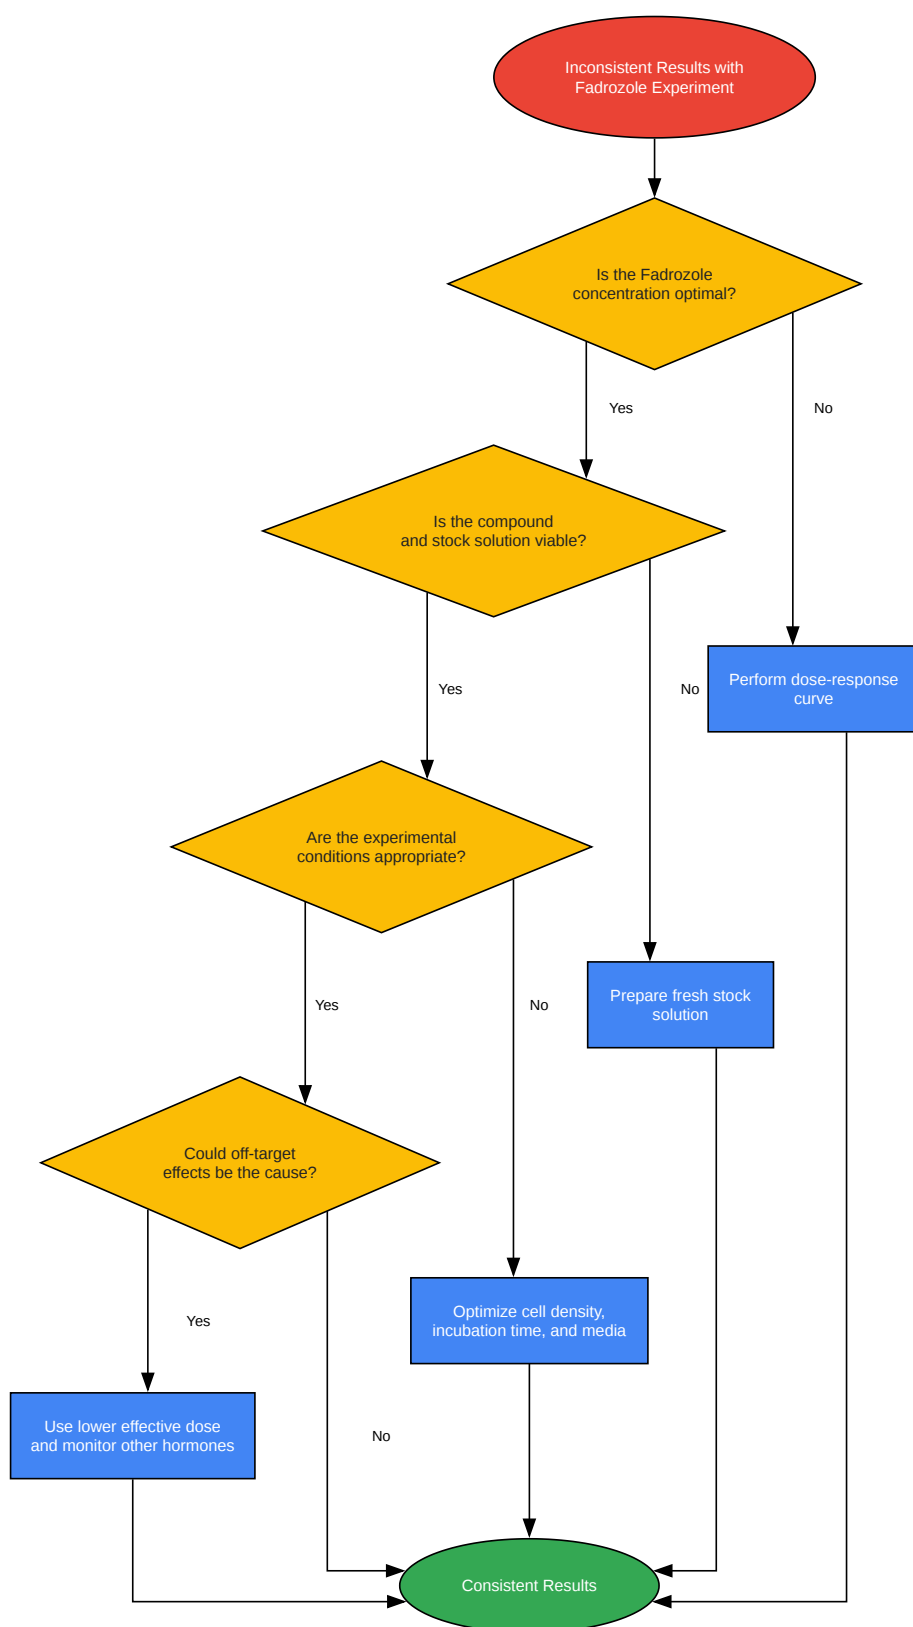 Inconsistent Results with
Fadrozole Experiment
Is the Fadrozole
concentration optimal?
Yes
No
Is the compound
and stock solution viable?
Yes
No
Perform dose-response
curve
Are the experimental
conditions appropriate?
Yes
No
Prepare fresh stock
solution
Could off-target
effects be the cause?
Yes
No
Optimize cell density,
incubation time, and media
Use lower effective dose
and monitor other hormones
Consistent Results